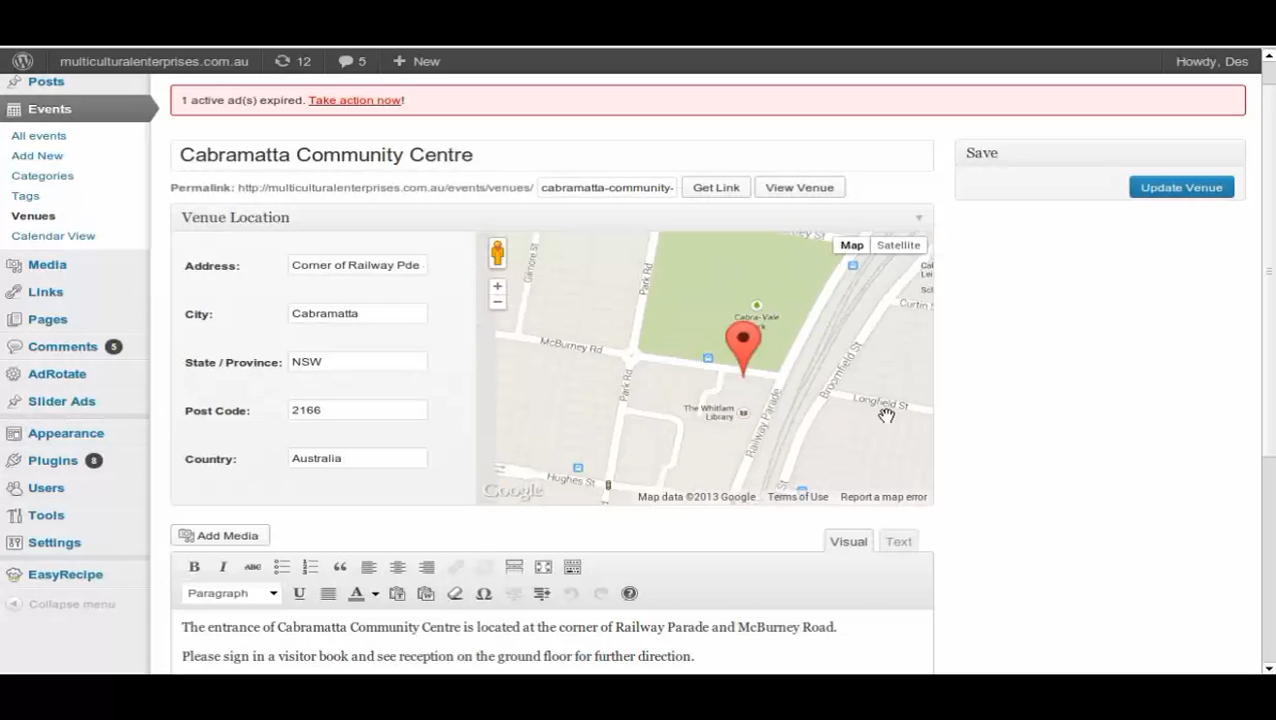 multiculturalenterprises.com.au 12 5 + New Howdy, Des
Posts
Events
All events
Add New
Categories
Tags
Venues
Calendar View
Media
Links
Pages
Comments 5
AdRotate
Slider Ads
Appearance
Plugins 8
Users
Tools
Settings
EasyRecipe
Collapse menu
1 active ad(s) expired. Take action now!
Cabramatta Community Centre
Permalink: http://multiculturalenterprises.com.au/events/venues/ cabramatta-community- Get Link View Venue
Venue Location
Address: Corner of Railway Pde
City: Cabramatta
State / Province: NSW
Post Code: 2166
Country: Australia
Map Satellite
Gilmore St
Park Rd
McBurney Rd
Park Rd
Cabra-Vale
The Whitlam
Library
Railway Parade
Broomfield St
Longfield St
Curtin
Hughes St
Google
Map data ©2013 Google Terms of Use Report a map error
Add Media
Visual Text
B I ABC
Paragraph U A
The entrance of Cabramatta Community Centre is located at the corner of Railway Parade and McBurney Road.
Please sign in a visitor book and see reception on the ground floor for further direction.
Save
Update Venue